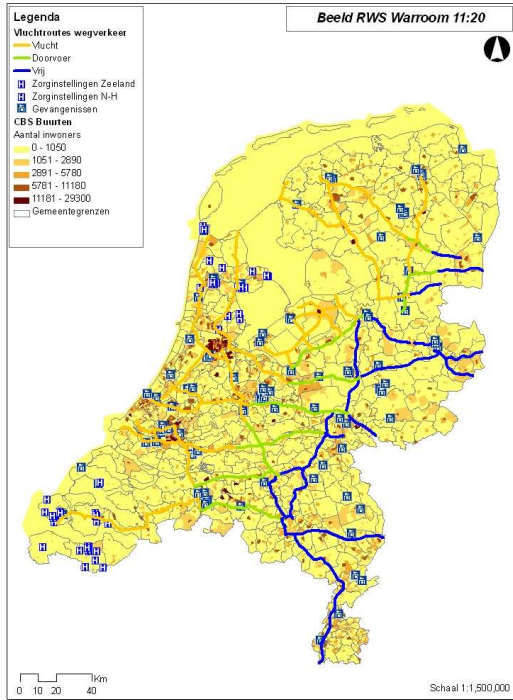 Legenda
Vluchtroutes wegverkeer
Vlucht
Doorvoer
Vrij
H Zorginstellingen Zeeland
H Zorginstellingen N-H
Gevangenissen
CBS Buurten
Aantal inwoners
0 - 1050
1051 - 2890
2891 - 5780
5781 - 11180
11181 - 29300
Gemeentegrenzen
Beeld RWS Warroom 11:20
0 10 20 40 Km
Schaal 1:1,500,000